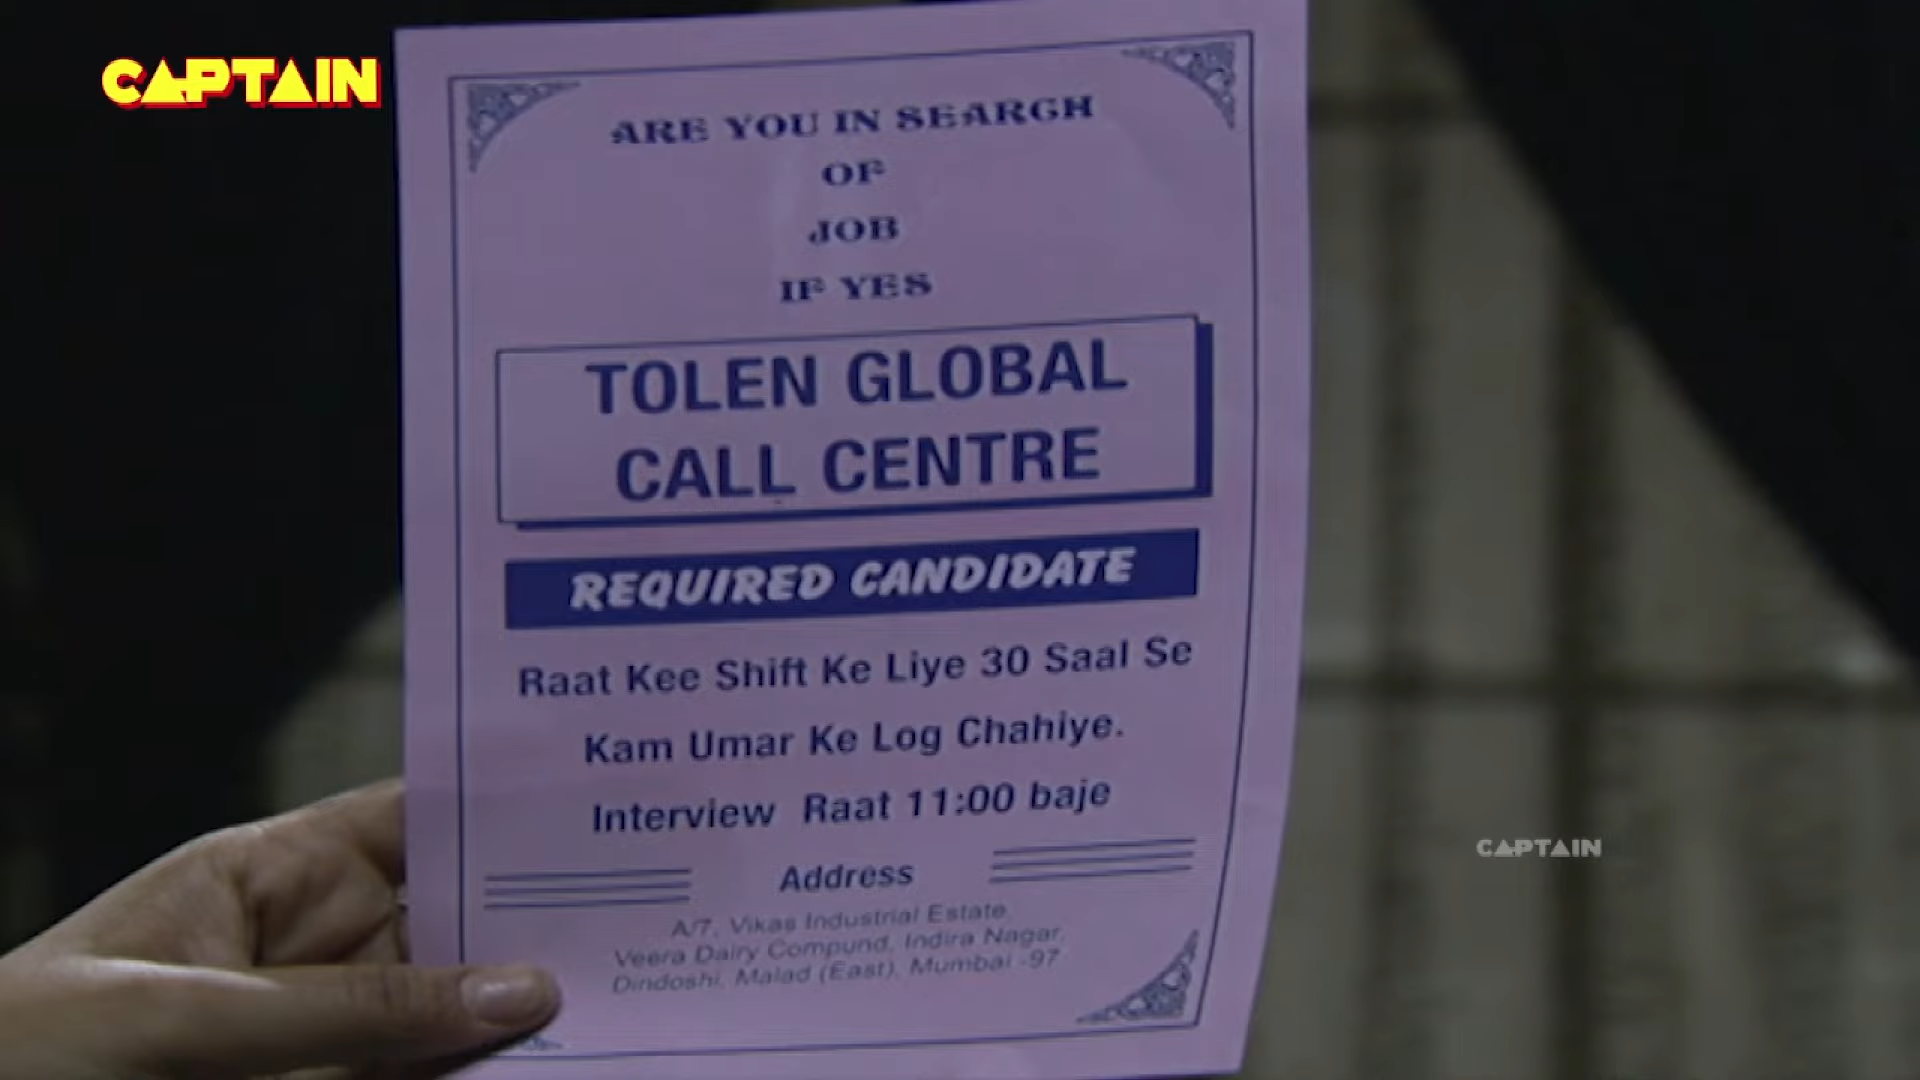 CAPTAIN
ARE YOU IN SEARCH
OF
JOB
IF YES
TOLEN GLOBAL
CALL CENTRE
REQUIRED CANDIDATE
Raat Kee Shift Ke Liye 30 Saal Se
Kam Umar Ke Log Chahiye.
Interview Raat 11:00 baje
Address
A/7, Vikas Industrial Estate,
Veera Dairy Compund, Indira Nagar,
Dindoshi, Malad (East), Mumbai -97
CAPTAIN